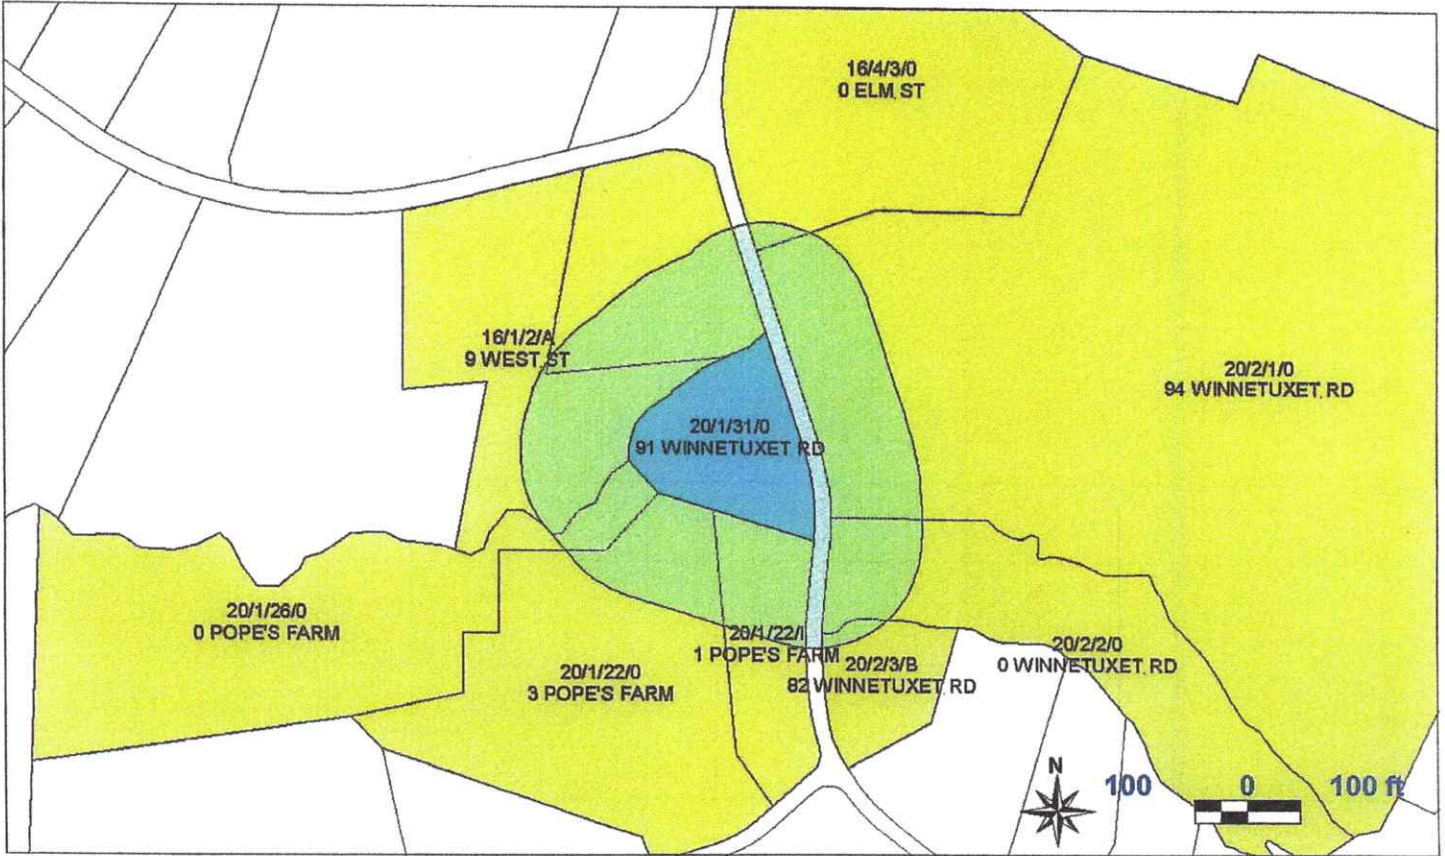 16/4/3/0
0 ELM ST
16/1/2/A
9 WEST ST
20/2/1/0
94 WINNETUXET RD
20/1/31/0
91 WINNETUXET RD
20/1/26/0
0 POPE'S FARM
20/1/22/0
3 POPE'S FARM
20/1/22/I
1 POPE'S FARM
20/2/3/B
82 WINNETUXET RD
20/2/2/0
0 WINNETUXET RD
N
100 0 100 ft